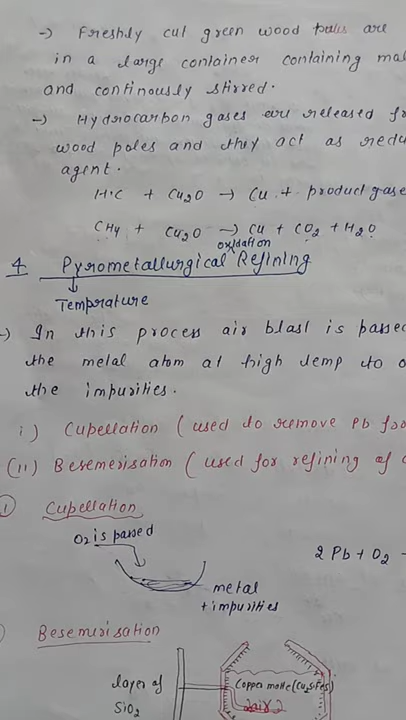 -> Freshly cut green wood poles are
in a large container containing
and continously stirred.
-> Hydrocarbon gases are released
wood poles and they act as redu
agent.
H·C + Cu2O -> Cu + product gase
CH4 + Cu2O -> Cu + CO2 + H2O
oxidation
4 Pyrometallurgical Refining
Temprature
-> In this process air blast is passed
the metal atom at high temp to o
the impurities.
i) Cupellation (used to remove Pb
(ii) Besemerisation (used for refining of
① Cupellation
O2 is passed
2Pb + O2 -
metal
+ impurities
Besemerisation
layer of
SiO2
Copper matte (Cu2S+FeS)